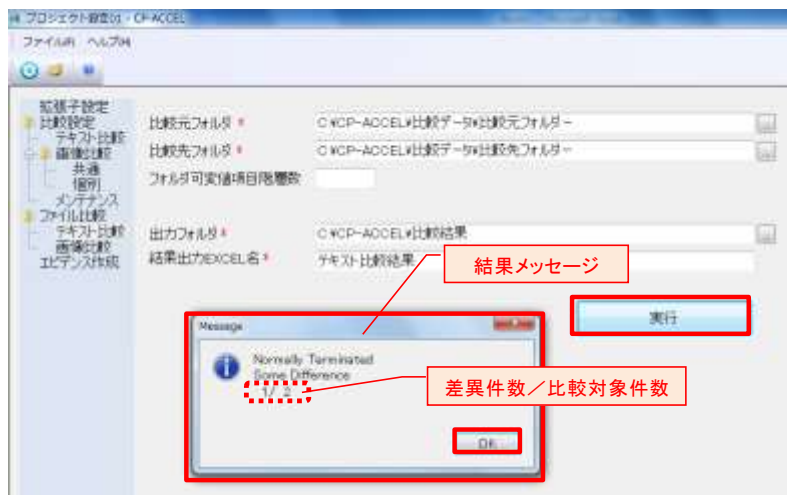 プロジェクト設定01 - CP-ACCEL
ファイル(F) ヘルプ(H)
拡張子設定
比較設定
テキスト比較
画像比較
共通
個別
メンテナンス
ファイル比較
テキスト比較
画像比較
エビデンス作成
比較元フォルダ *
C:¥CP-ACCEL¥比較データ¥比較元フォルダー
...
比較先フォルダ *
C:¥CP-ACCEL¥比較データ¥比較先フォルダー
...
フォルダ可変値項目階層数
出力フォルダ *
C:¥CP-ACCEL¥比較結果
...
結果出力EXCEL名 *
テキスト比較結果
結果メッセージ
実行
Message
Normally Terminated
Some Difference
1/ 2
差異件数／比較対象件数
OK